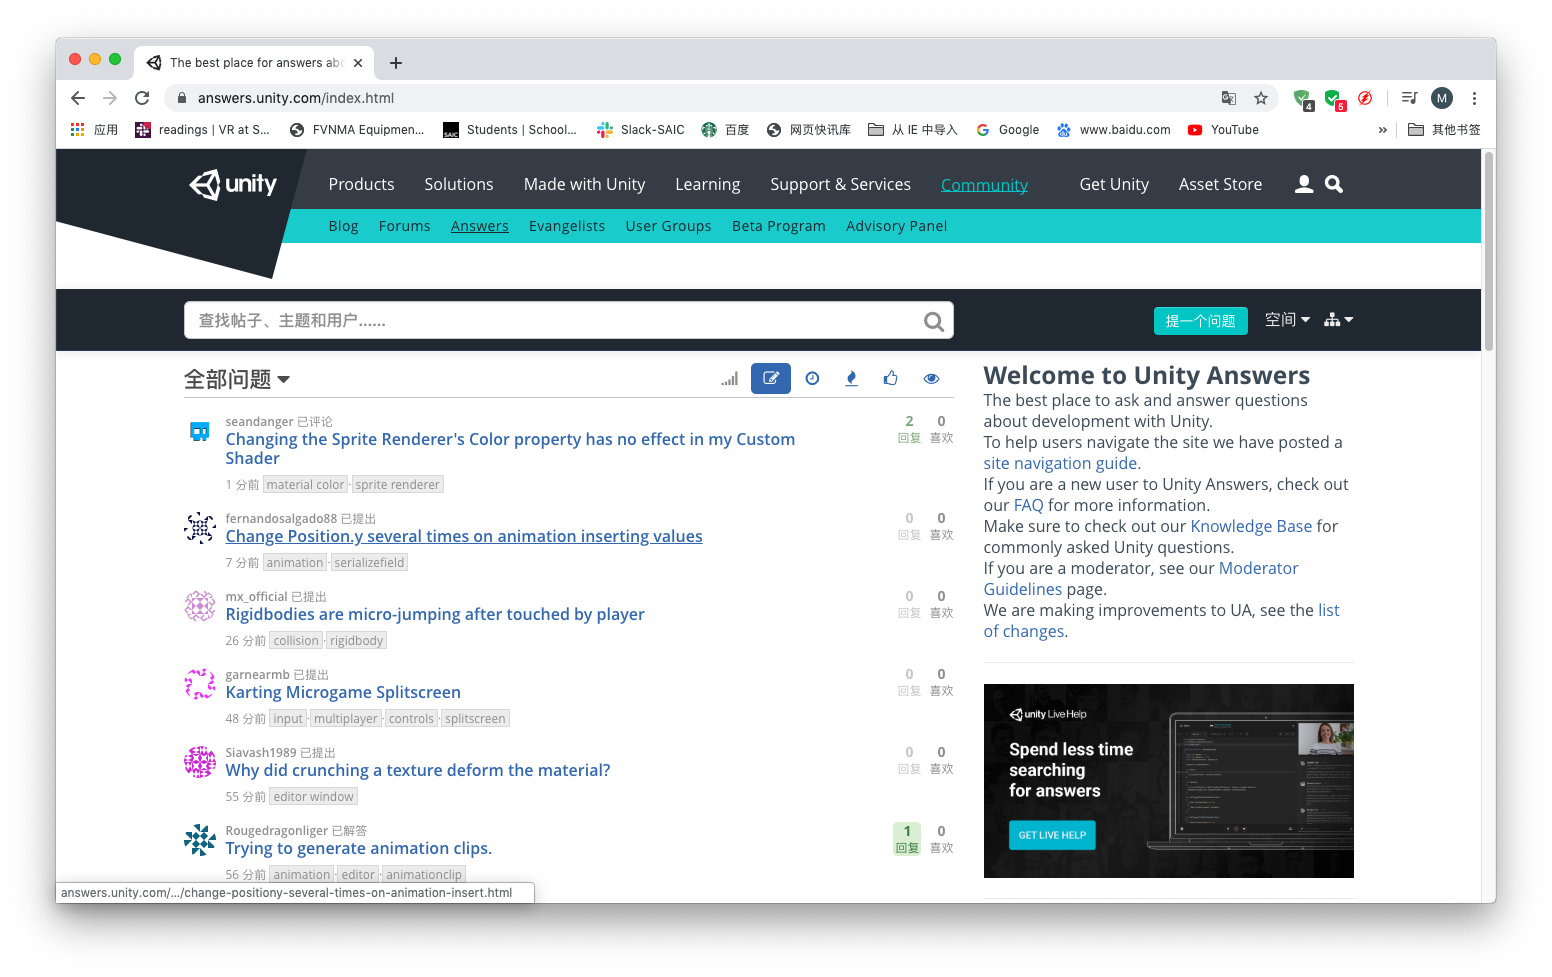 The best place for answers abo
answers.unity.com/index.html
4
5
M
应用
readings | VR at S...
FVNMA Equipmen...
SAIC
Students | School...
Slack-SAIC
百度
网页快讯库
从 IE 中导入
Google
www.baidu.com
YouTube
»
其他书签
unity
Products
Solutions
Made with Unity
Learning
Support & Services
Community
Get Unity
Asset Store
Blog
Forums
Answers
Evangelists
User Groups
Beta Program
Advisory Panel
查找帖子、主题和用户......
提一个问题
空间
全部问题
seandanger 已评论
Changing the Sprite Renderer's Color property has no effect in my Custom
Shader
1 分前 material color · sprite renderer
2 回复
0 喜欢
fernandosalgado88 已提出
Change Position.y several times on animation inserting values
7 分前 animation · serializefield
0 回复
0 喜欢
mx_official 已提出
Rigidbodies are micro-jumping after touched by player
26 分前 collision · rigidbody
0 回复
0 喜欢
garnearmb 已提出
Karting Microgame Splitscreen
48 分前 input · multiplayer · controls · splitscreen
0 回复
0 喜欢
Siavash1989 已提出
Why did crunching a texture deform the material?
55 分前 editor window
0 回复
0 喜欢
Rougedragonliger 已解答
Trying to generate animation clips.
56 分前 animation · editor · animationclip
1 回复
0 喜欢
answers.unity.com/.../change-positiony-several-times-on-animation-insert.html
Welcome to Unity Answers
The best place to ask and answer questions
about development with Unity.
To help users navigate the site we have posted a
site navigation guide.
If you are a new user to Unity Answers, check out
our FAQ for more information.
Make sure to check out our Knowledge Base for
commonly asked Unity questions.
If you are a moderator, see our Moderator
Guidelines page.
We are making improvements to UA, see the list
of changes.
unity Live Help
Spend less time
searching
for answers
GET LIVE HELP